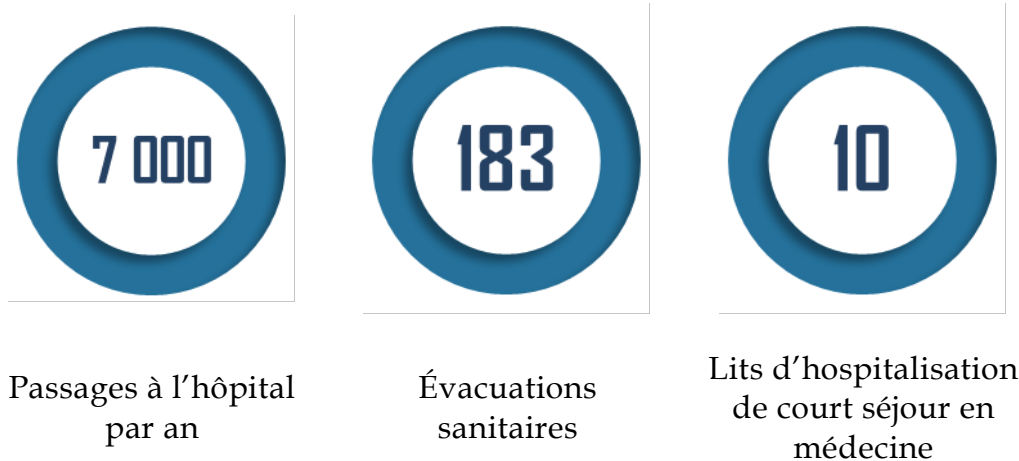 7 000
183
10
Passages à l’hôpital
par an
Évacuations
sanitaires
Lits d’hospitalisation
de court séjour en
médecine